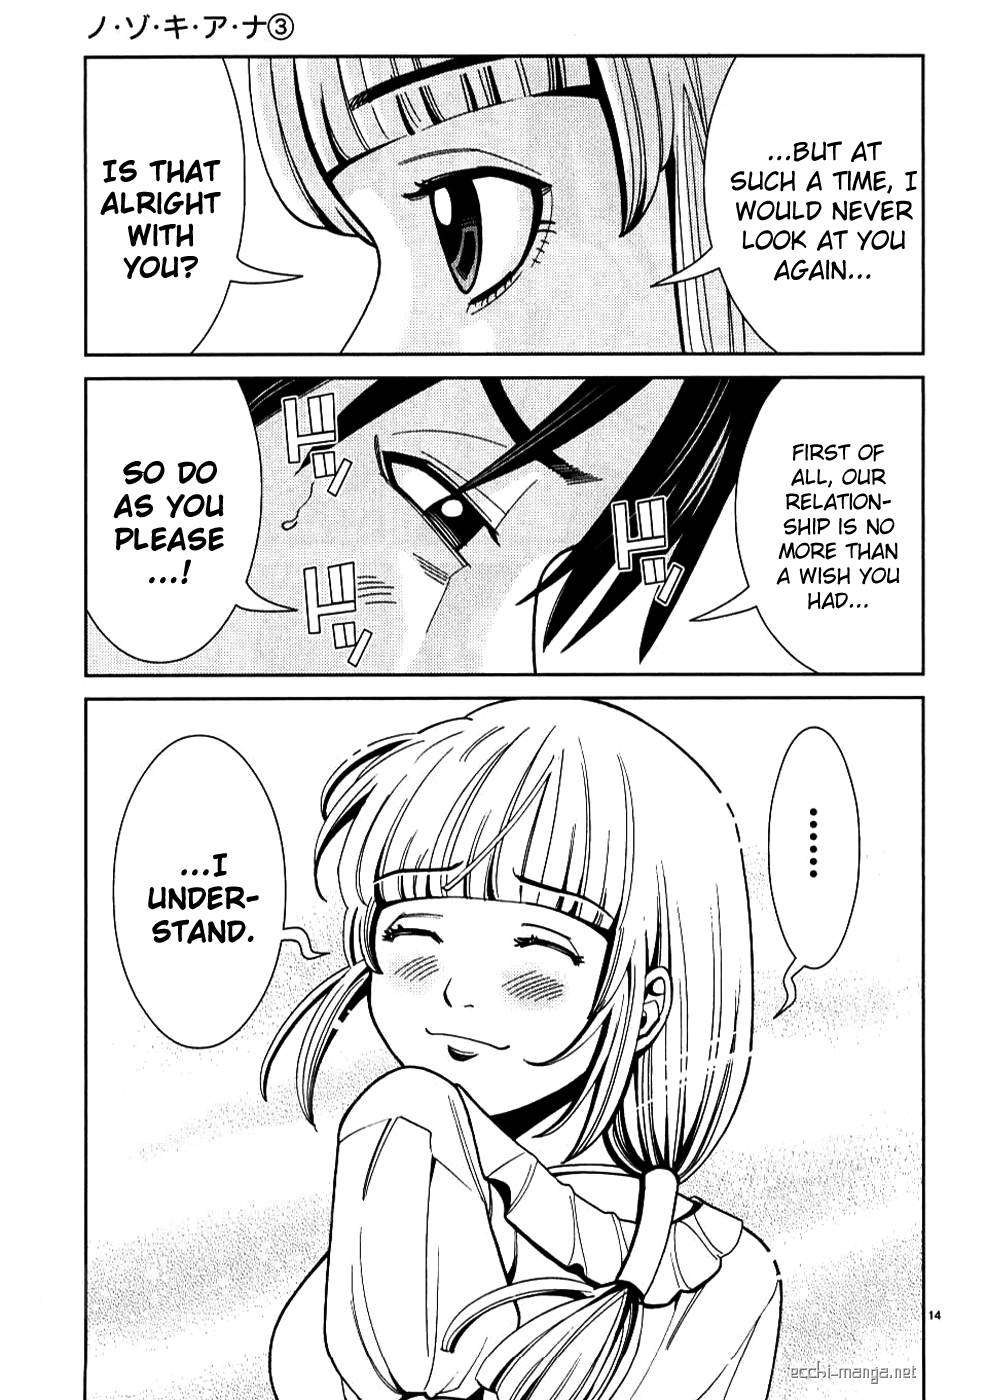 ノ・ゾ・キ・ア・ナ③
...BUT AT
SUCH A TIME, I
WOULD NEVER
LOOK AT YOU
AGAIN...
IS THAT
ALRIGHT
WITH
YOU?
FIRST OF
ALL, OUR
RELATION-
SHIP IS NO
MORE THAN
A WISH YOU
HAD...
SO DO
AS YOU
PLEASE
...!
ドッ
ドッ
ドッ
......
...I
UNDER-
STAND.
14
ecchi-manga.net